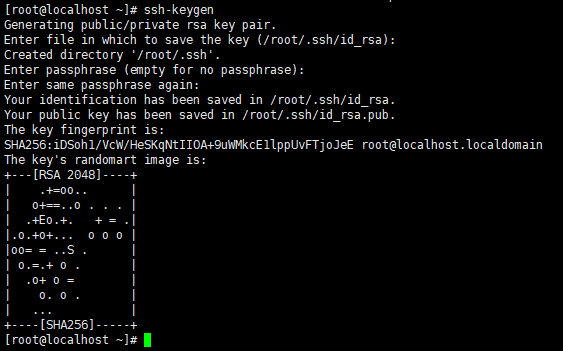 [root@localhost ~]# ssh-keygen
Generating public/private rsa key pair.
Enter file in which to save the key (/root/.ssh/id_rsa):
Created directory '/root/.ssh'.
Enter passphrase (empty for no passphrase):
Enter same passphrase again:
Your identification has been saved in /root/.ssh/id_rsa.
Your public key has been saved in /root/.ssh/id_rsa.pub.
The key fingerprint is:
SHA256:iDSoh1/VcW/HeSKqNtIIOA+9uWMkcE1lppUvFTjoJeE root@localhost.localdomain
The key's randomart image is:
+---[RSA 2048]----+
|    .+=oo..      |
|   o+==..o . . . |
|  .+Eo.+.   + = .|
|.o.+o+...  o o o |
|oo= = ..S .      |
| o.=.+ o .       |
|  .o+ o =        |
|    o. o .       |
|   ...           |
+----[SHA256]-----+
[root@localhost ~]#